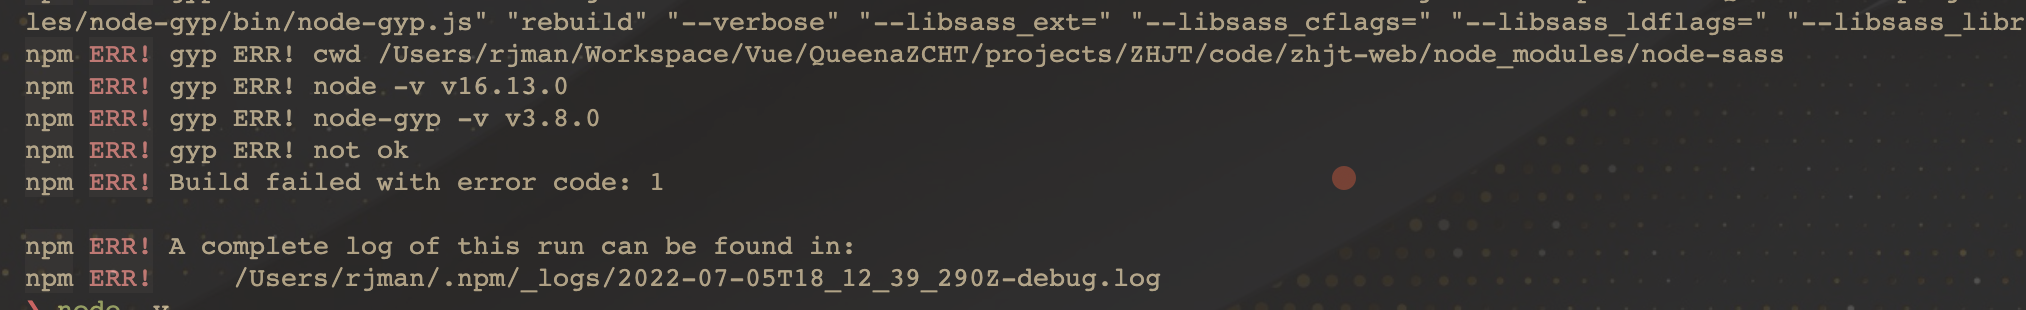 les/node-gyp/bin/node-gyp.js" "rebuild" "--verbose" "--libsass_ext=" "--libsass_cflags=" "--libsass_ldflags=" "--libsass_libr
npm ERR! gyp ERR! cwd /Users/rjman/Workspace/Vue/QueenaZCHT/projects/ZHJT/code/zhjt-web/node_modules/node-sass
npm ERR! gyp ERR! node -v v16.13.0
npm ERR! gyp ERR! node-gyp -v v3.8.0
npm ERR! gyp ERR! not ok
npm ERR! Build failed with error code: 1
npm ERR! A complete log of this run can be found in:
npm ERR!     /Users/rjman/.npm/_logs/2022-07-05T18_12_39_290Z-debug.log
❯ node -v